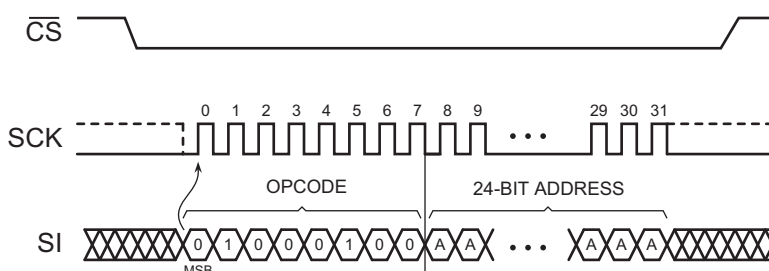 CS
0 1 2 3 4 5 6 7 8 9 29 30 31
SCK
OPCODE 24-BIT ADDRESS
SI 0 1 0 0 0 1 0 0 A A A A A
MSB